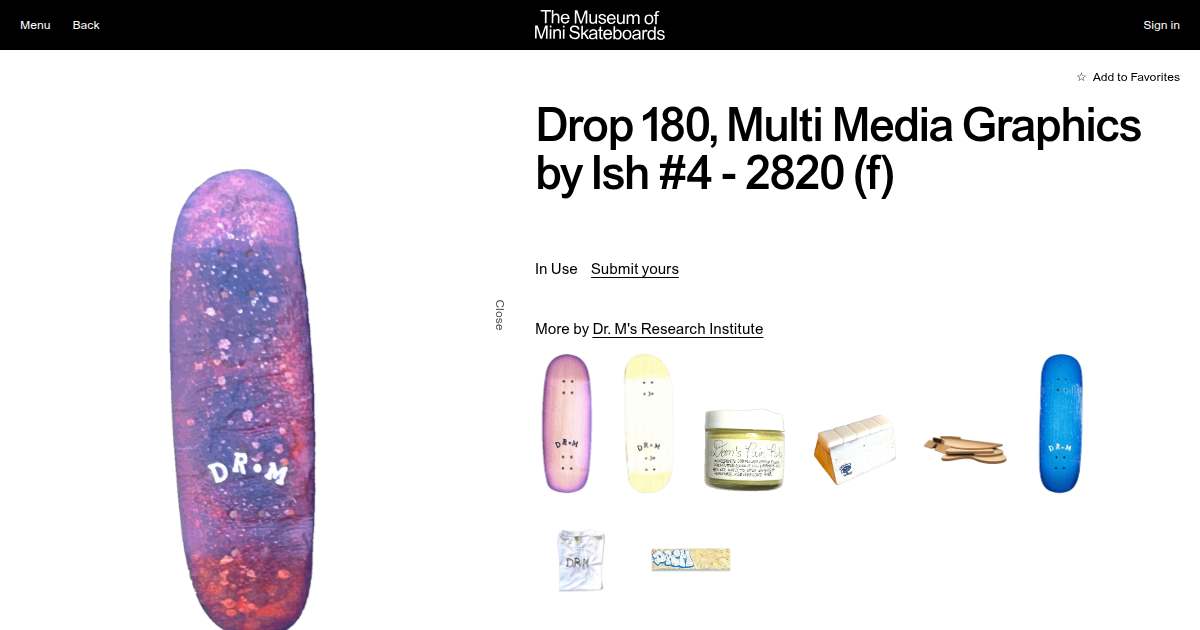 Menu
Back
The Museum of
Mini Skateboards
Sign in
☆ Add to Favorites
Drop 180, Multi Media Graphics
by Ish #4 - 2820 (f)
In Use
Submit yours
Close
More by Dr. M's Research Institute
DR•M
DR•M
DR•M
DR•M
DRM